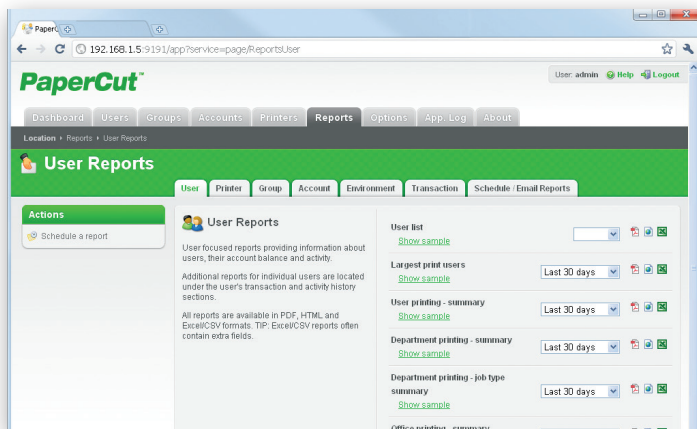 PaperC
192.168.1.5:9191/app?service=page/ReportsUser
PaperCut™
User: admin Help Logout
Dashboard Users Groups Accounts Printers Reports Options App. Log About
Location Reports User Reports
User Reports
User Printer Group Account Environment Transaction Schedule / Email Reports
Actions
Schedule a report
User Reports
User focused reports providing information about
users, their account balance and activity.
Additional reports for individual users are located
under the user's transaction and activity history
sections.
All reports are available in PDF, HTML and
Excel/CSV formats. TIP: Excel/CSV reports often
contain extra fields.
User list
Show sample
Largest print users
Show sample
Last 30 days
User printing - summary
Show sample
Last 30 days
Department printing - summary
Show sample
Last 30 days
Department printing - job type
summary
Show sample
Last 30 days
Office printing - summary